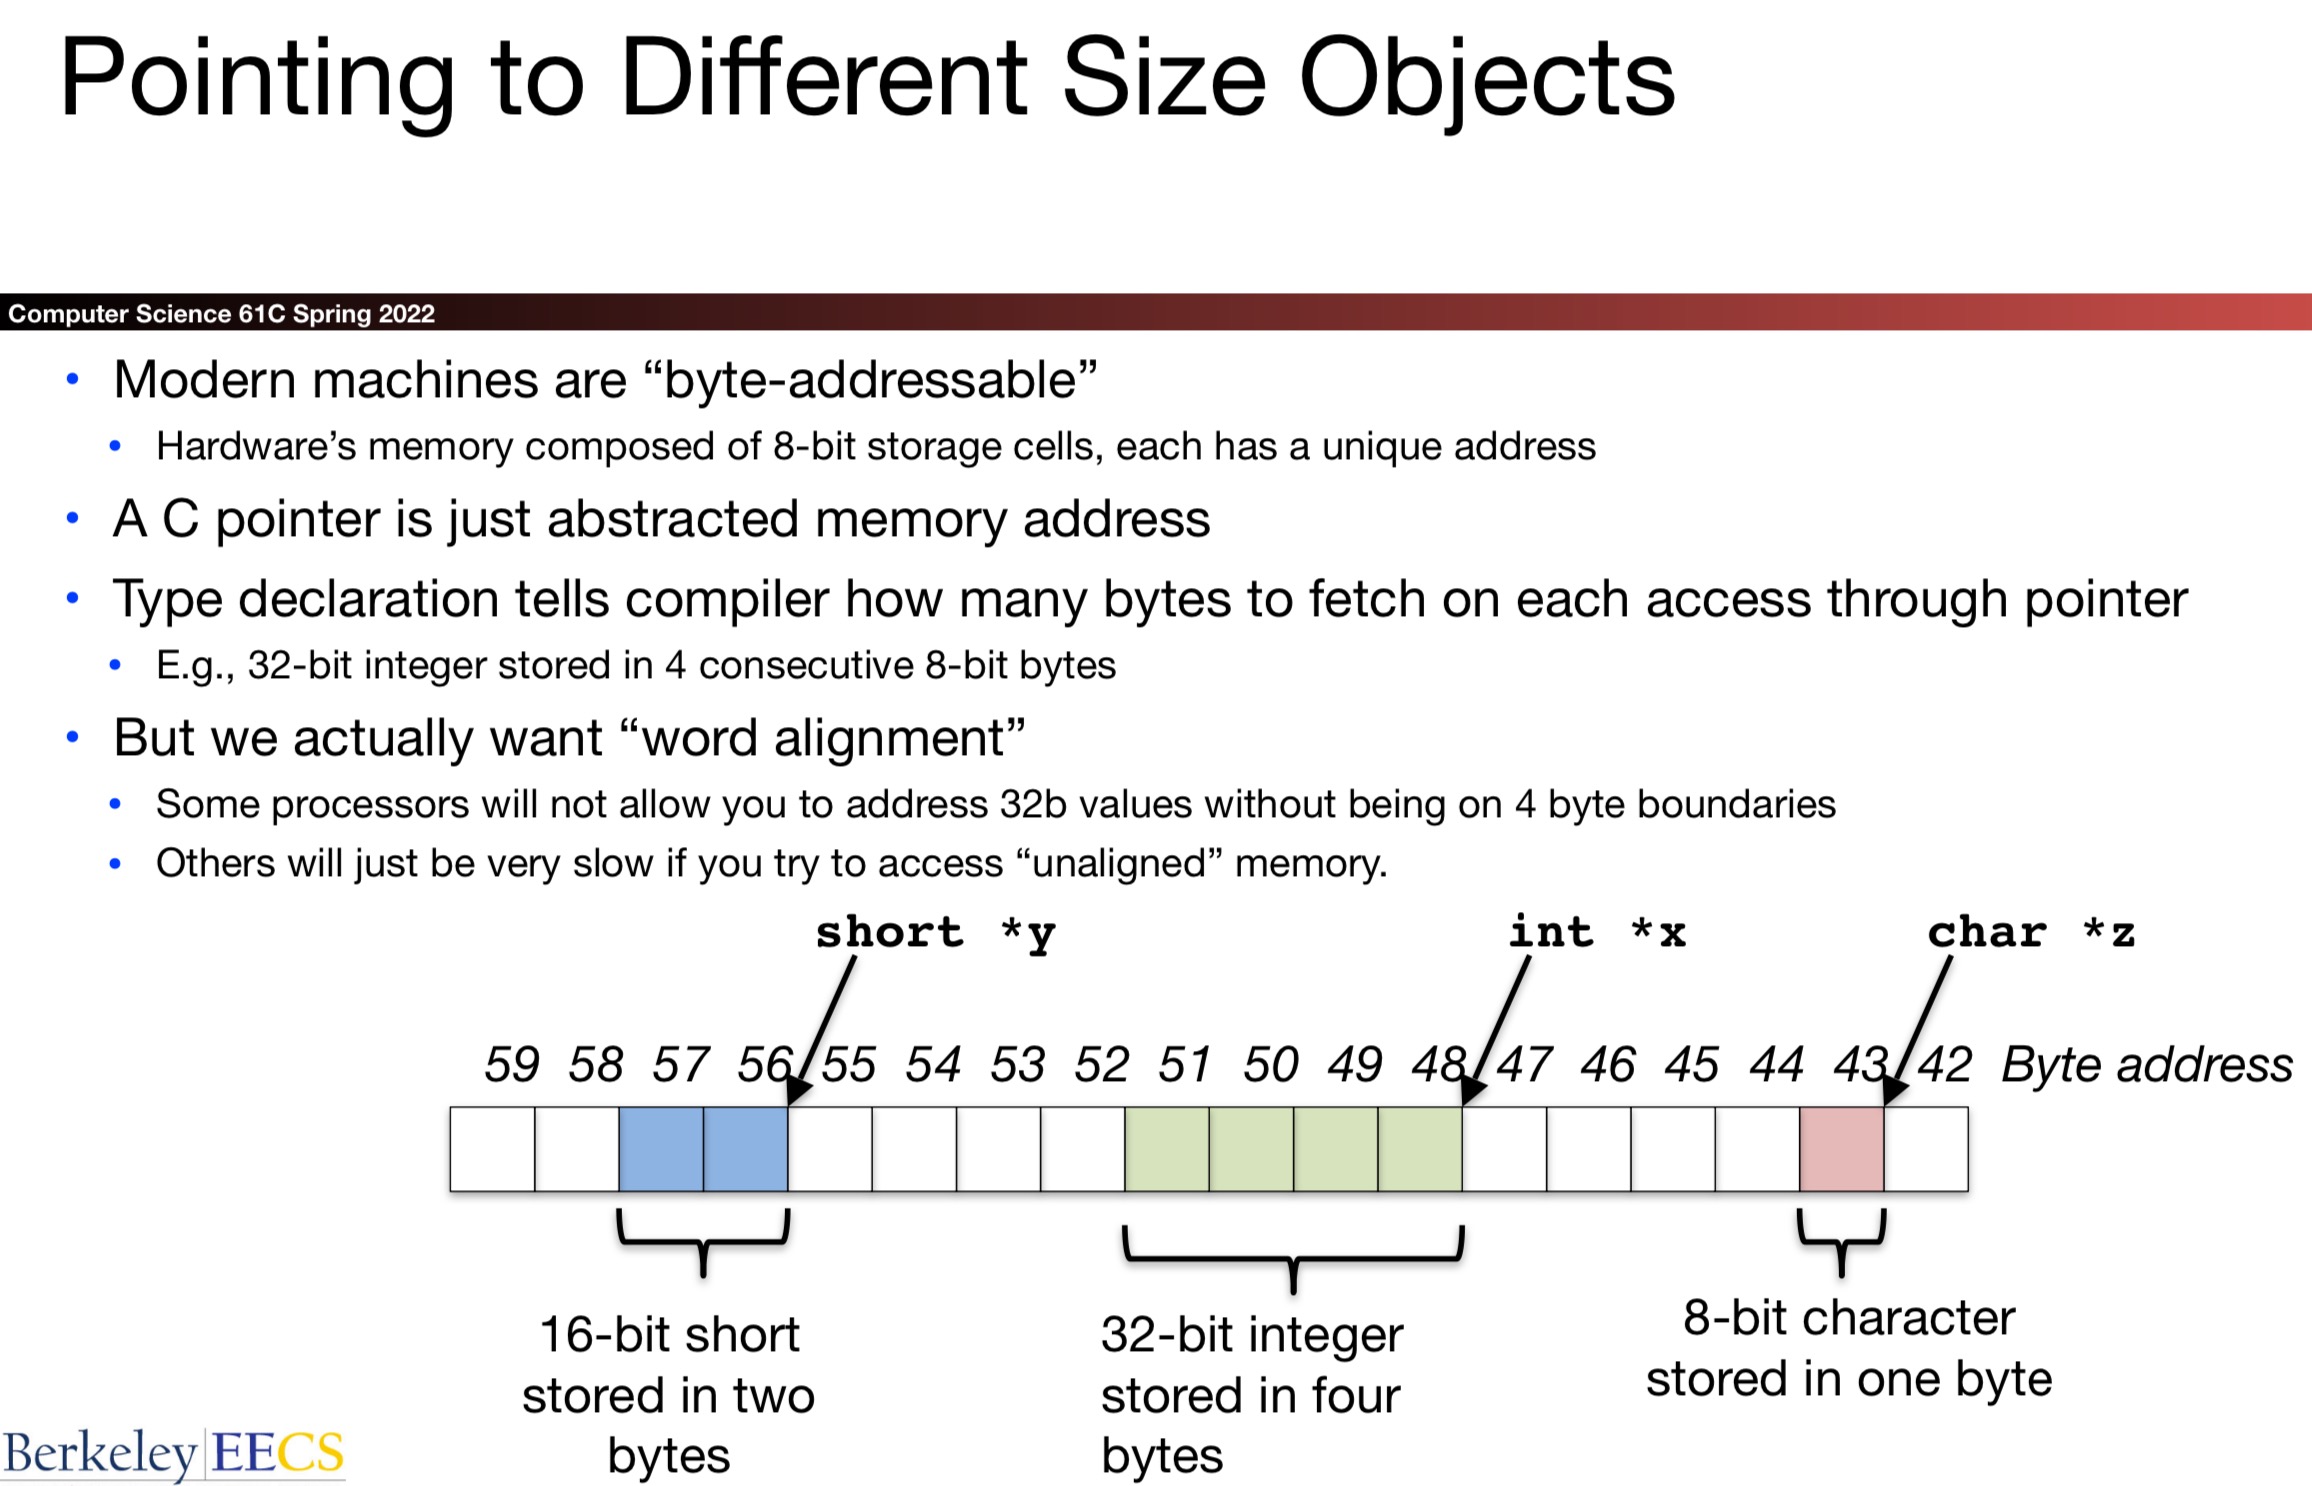 Pointing to Different Size Objects
Computer Science 61C Spring 2022
• Modern machines are “byte-addressable”
• Hardware’s memory composed of 8-bit storage cells, each has a unique address
• A C pointer is just abstracted memory address
• Type declaration tells compiler how many bytes to fetch on each access through pointer
• E.g., 32-bit integer stored in 4 consecutive 8-bit bytes
• But we actually want “word alignment”
• Some processors will not allow you to address 32b values without being on 4 byte boundaries
• Others will just be very slow if you try to access “unaligned” memory.
short *y int *x char *z
59 58 57 56 55 54 53 52 51 50 49 48 47 46 45 44 43 42 Byte address
16-bit short
stored in two
bytes
32-bit integer
stored in four
bytes
8-bit character
stored in one byte
Berkeley EECS